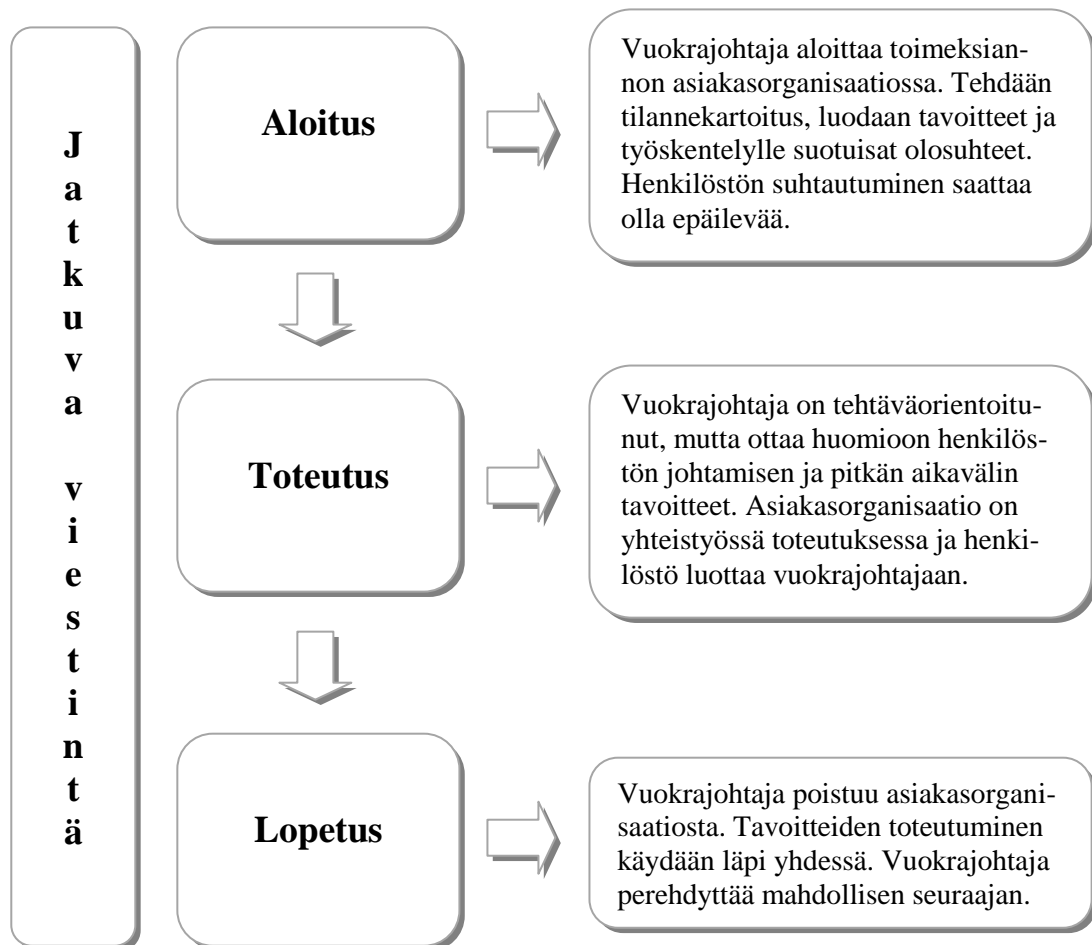 Jatkuva viestintä
Aloitus
Vuokrajohtaja aloittaa toimeksian-
non asiakasorganisaatiossa. Tehdään
tilannekartoitus, luodaan tavoitteet ja
työskentelylle suotuisat olosuhteet.
Henkilöstön suhtautuminen saattaa
olla epäilevää.
Toteutus
Vuokrajohtaja on tehtäväorientoitu-
nut, mutta ottaa huomioon henkilös-
tön johtamisen ja pitkän aikavälin
tavoitteet. Asiakasorganisaatio on
yhteistyössä toteutuksessa ja henki-
löstö luottaa vuokrajohtajaan.
Lopetus
Vuokrajohtaja poistuu asiakasorgani-
saatiosta. Tavoitteiden toteutuminen
käydään läpi yhdessä. Vuokrajohtaja
perehdyttää mahdollisen seuraajan.